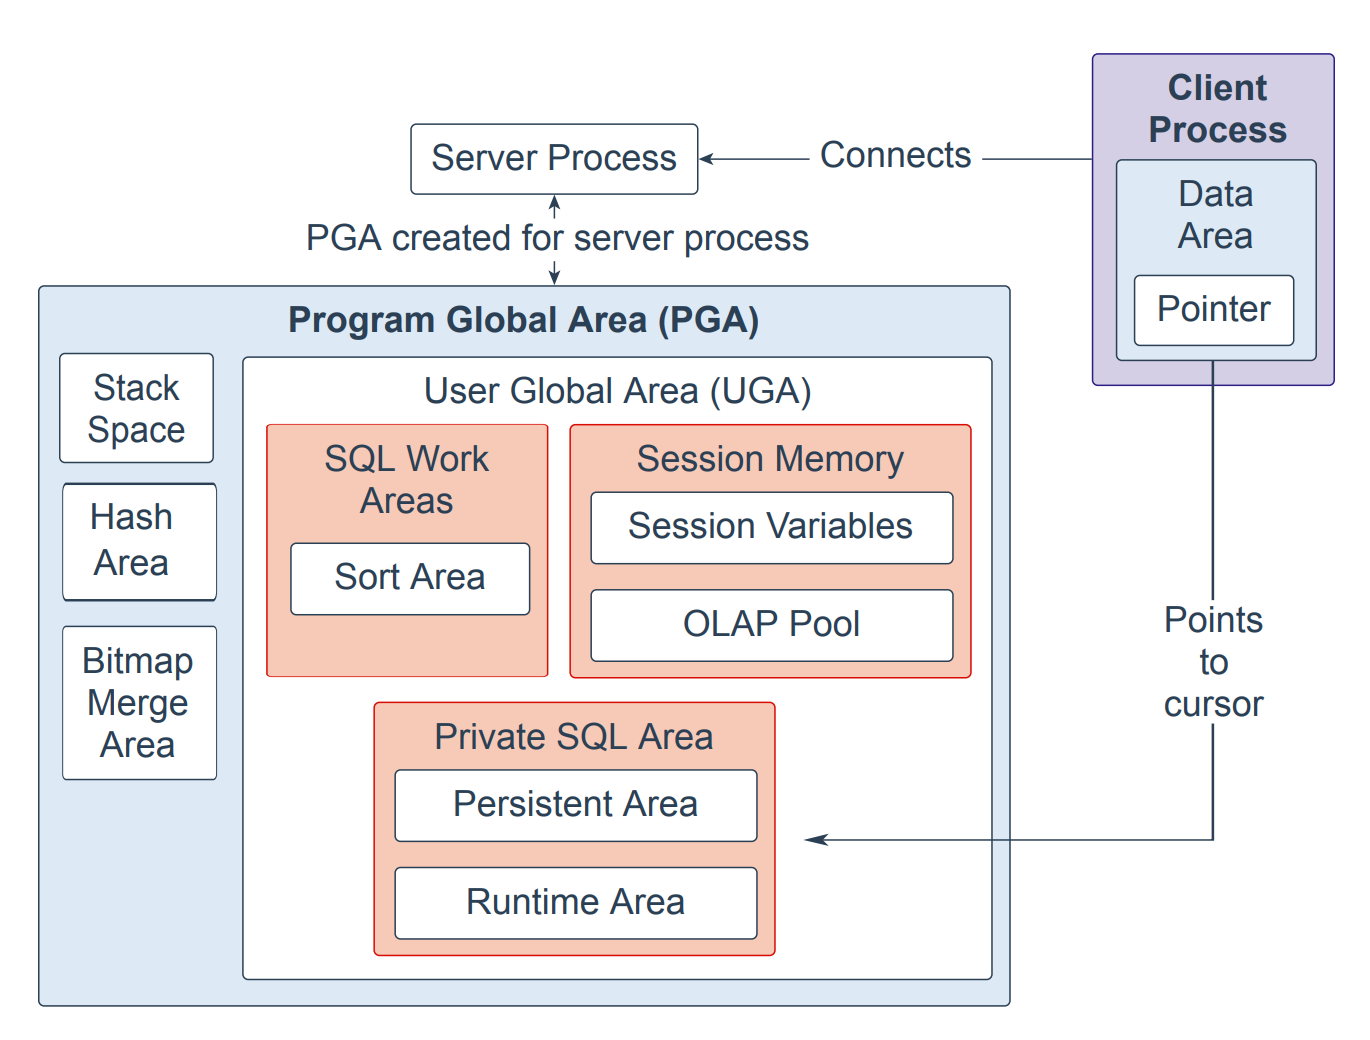 Client
Process
Data
Area
Pointer
Server Process
Connects
PGA created for server process
Program Global Area (PGA)
Stack
Space
Hash
Area
Bitmap
Merge
Area
User Global Area (UGA)
SQL Work
Areas
Sort Area
Session Memory
Session Variables
OLAP Pool
Private SQL Area
Persistent Area
Runtime Area
Points
to
cursor